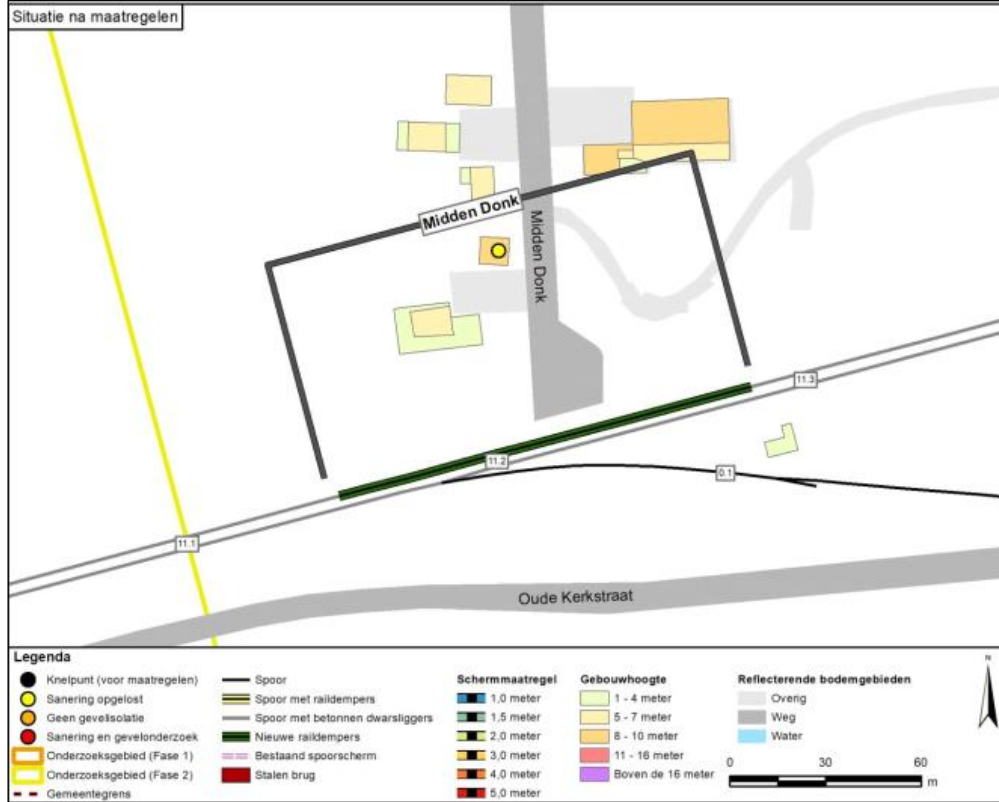 Situatie na maatregelen
Midden Donk
Midden Donk
11.3
11.2
0.1
11.1
Oude Kerkstraat
Legenda
Knelpunt (voor maatregelen)
Sanering opgelost
Geen gevelisolatie
Sanering en gevelonderzoek
Onderzoeksgebied (Fase 1)
Onderzoeksgebied (Fase 2)
Gemeentegrens
Spoor
Spoor met raildempers
Spoor met betonnen dwarsliggers
Nieuwe raildempers
Bestaand spoorscherm
Stalen brug
Schermmaatregel
1,0 meter
1,5 meter
2,0 meter
3,0 meter
4,0 meter
5,0 meter
Gebouwhoogte
1 - 4 meter
5 - 7 meter
8 - 10 meter
11 - 16 meter
Boven de 16 meter
Reflecterende bodemgebieden
Overig
Weg
Water
N
0 30 60
m